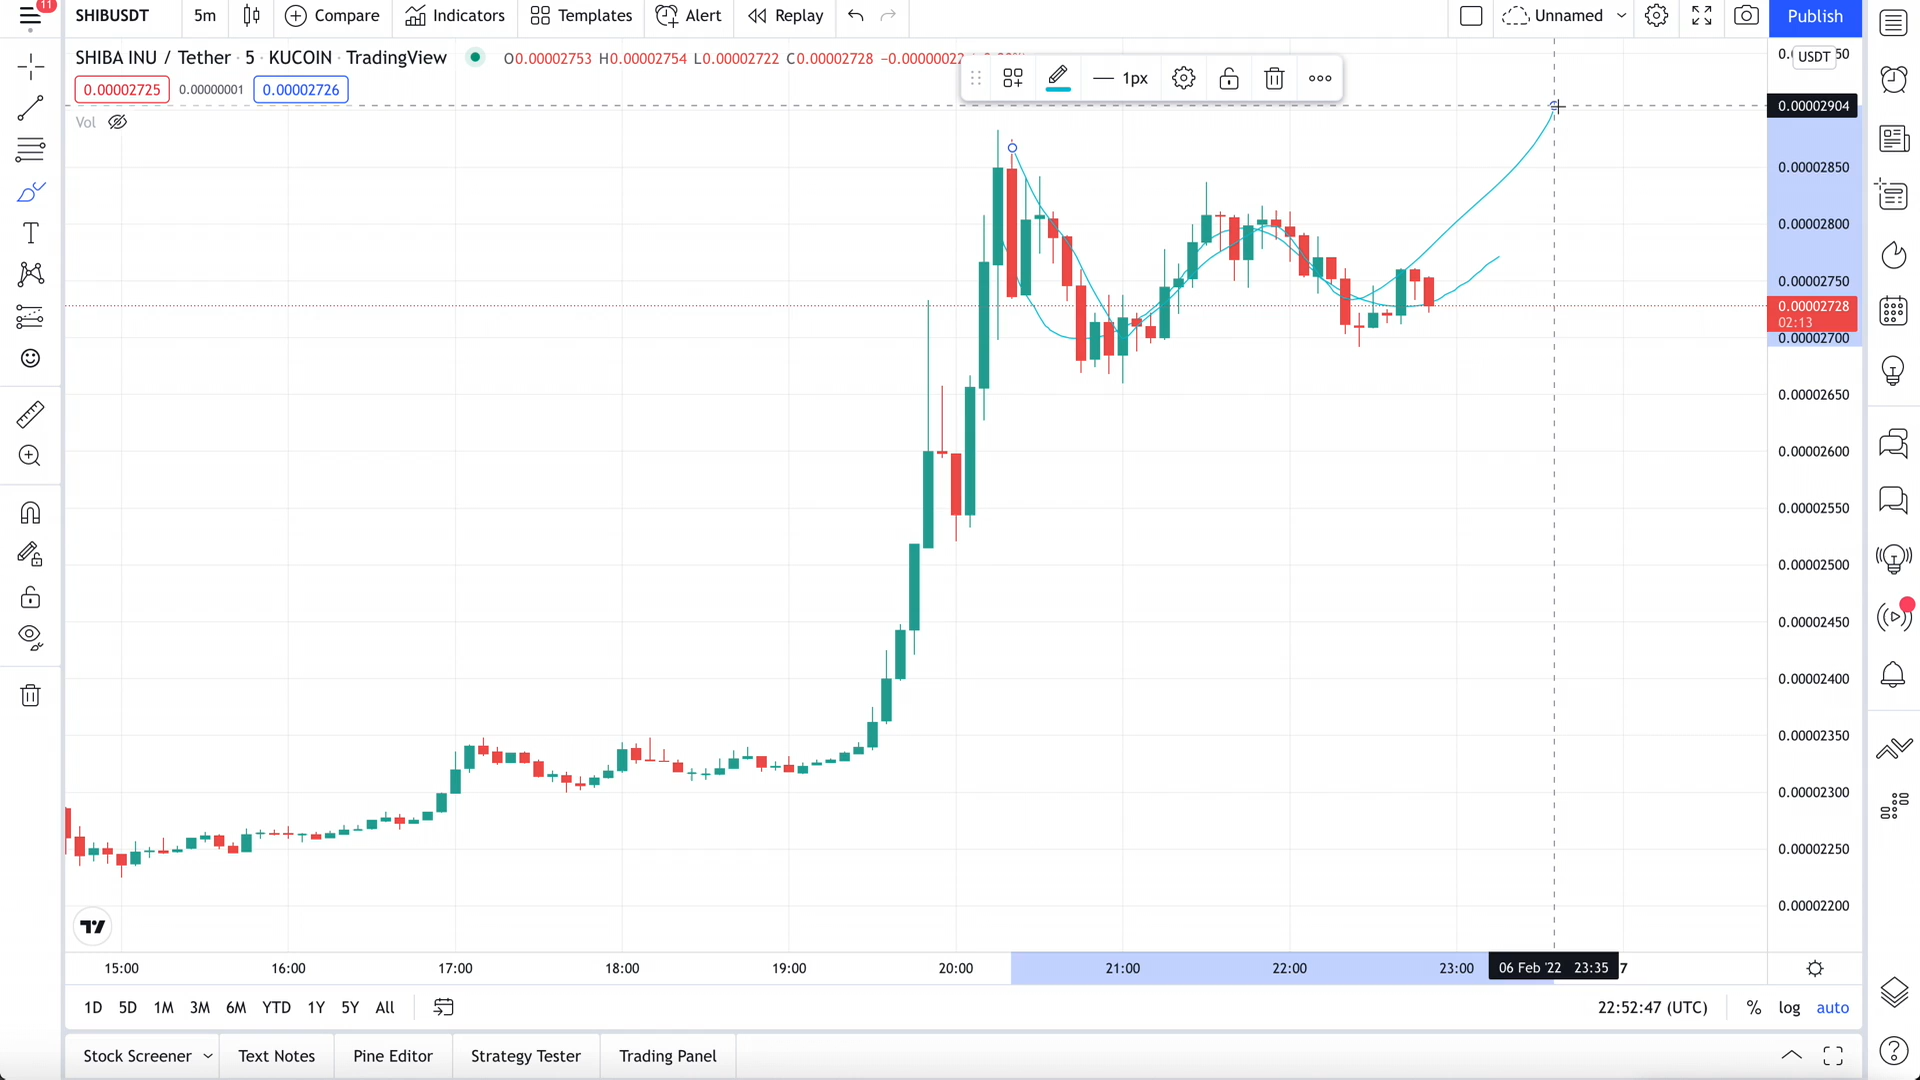 11
SHIBUSDT 5m Compare Indicators Templates Alert Replay Unnamed Publish
SHIBA INU / Tether · 5 · KUCOIN · TradingView O0.00002753 H0.00002754 L0.00002722 C0.00002728 −0.00000022
0.00002725 0.00000001 0.00002726
Vol
1px
USDT
0.00002904
0.00002850
0.00002800
0.00002750
0.00002728
02:13
0.00002700
0.00002650
0.00002600
0.00002550
0.00002500
0.00002450
0.00002400
0.00002350
0.00002300
0.00002250
0.00002200
15:00 16:00 17:00 18:00 19:00 20:00 21:00 22:00 23:00 06 Feb '22 23:35 7
1D 5D 1M 3M 6M YTD 1Y 5Y All 22:52:47 (UTC) % log auto
Stock Screener Text Notes Pine Editor Strategy Tester Trading Panel